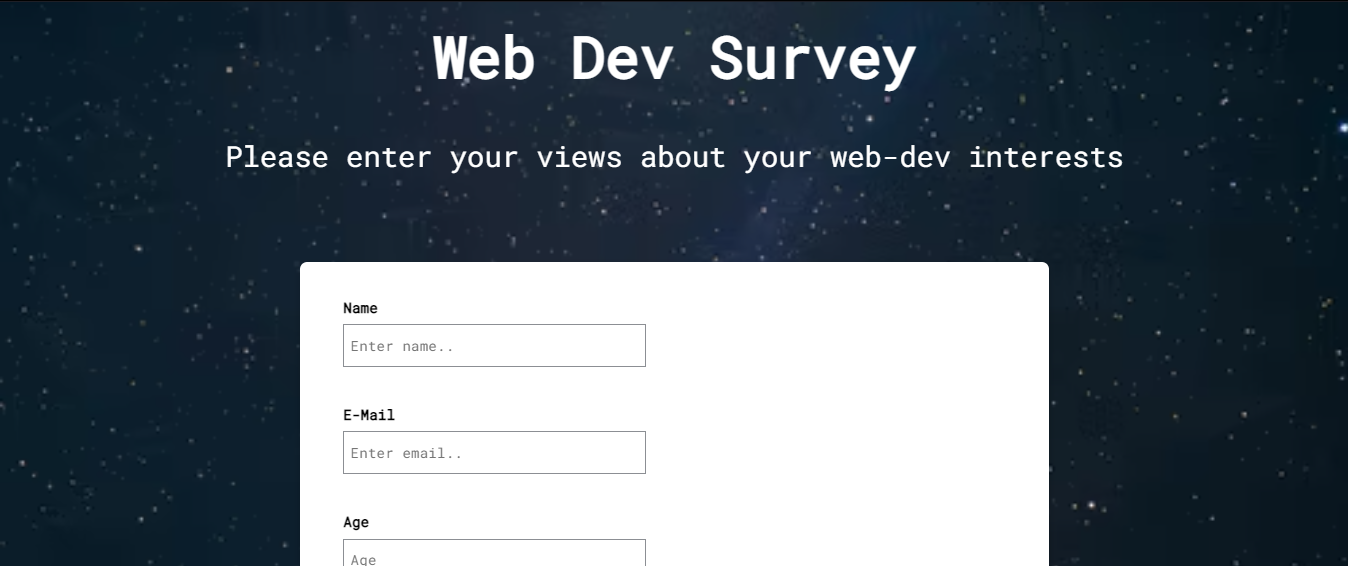 Web Dev Survey
Please enter your views about your web-dev interests
Name
Enter name..
E-Mail
Enter email..
Age
Age